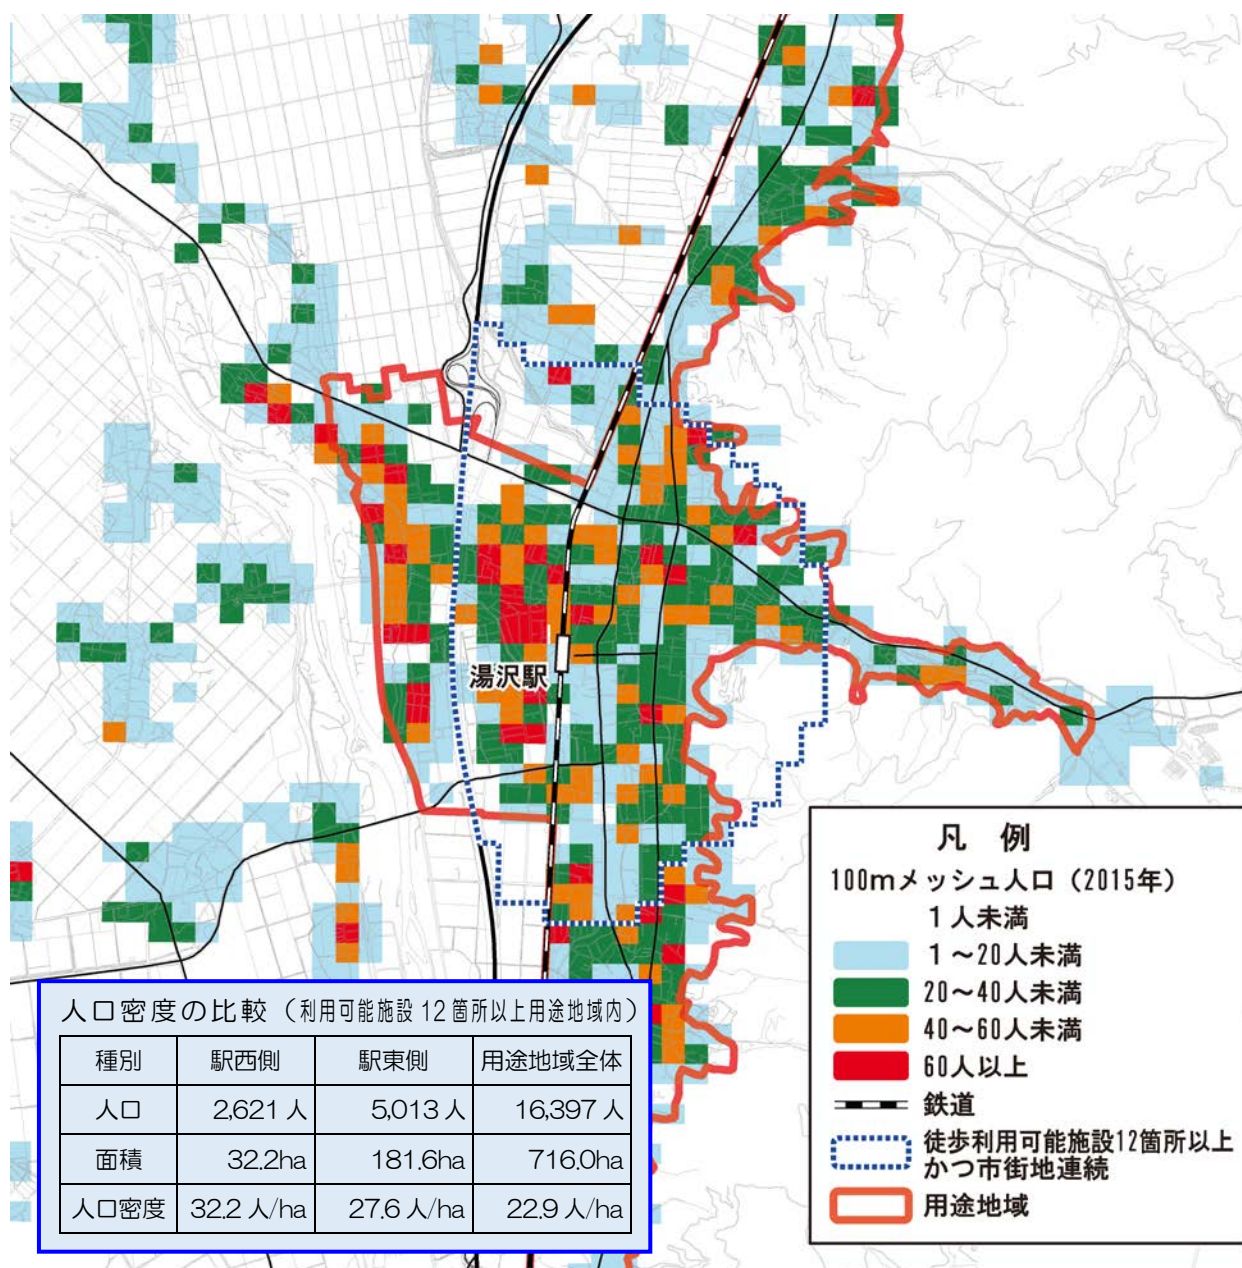 湯沢駅
凡 例
100mメッシュ人口（2015年）
1人未満
1～20人未満
20～40人未満
40～60人未満
60人以上
鉄道
徒歩利用可能施設12箇所以上
かつ市街地連続
用途地域
人口密度の比較（利用可能施設12箇所以上用途地域内）
種別 駅西側 駅東側 用途地域全体
人口 2,621人 5,013人 16,397人
面積 32.2ha 181.6ha 716.0ha
人口密度 32.2人/ha 27.6人/ha 22.9人/ha